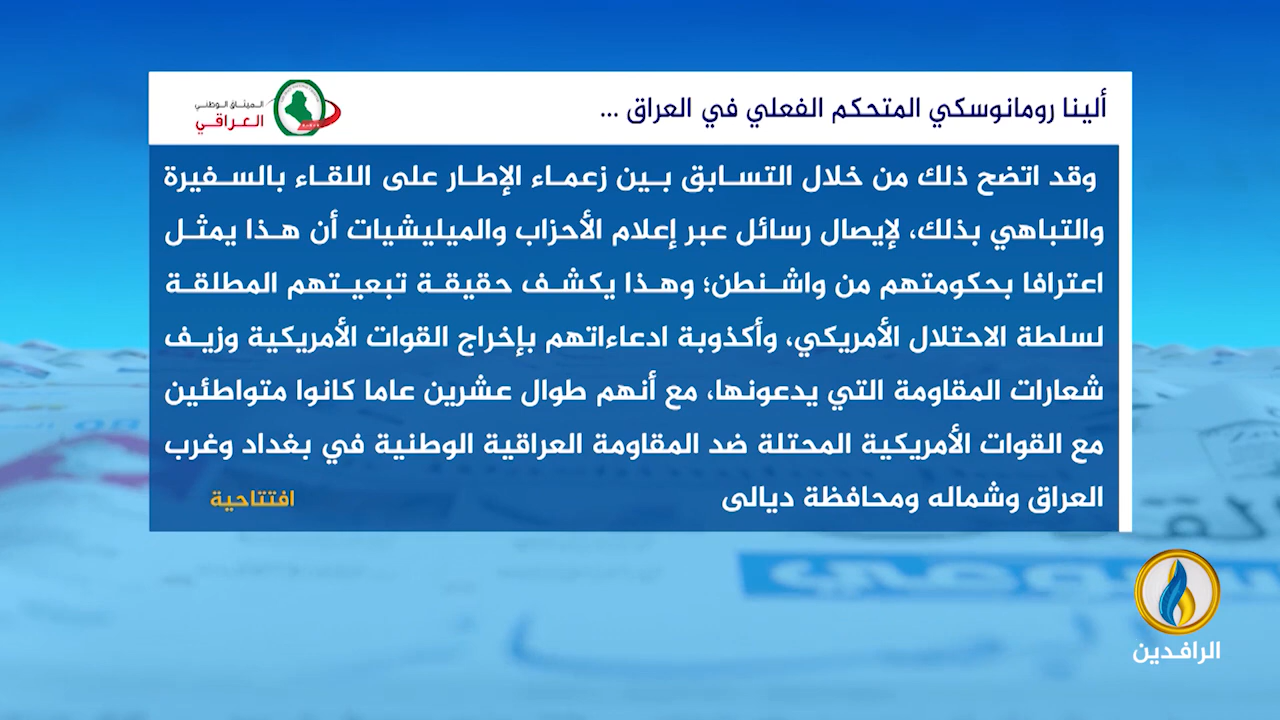 ألينا رومانوسكي المتحكم الفعلي في العراق ...
الميثاق الوطني
العراقي
وقد اتضح ذلك من خلال التسابق بين زعماء الإطار على اللقاء بالسفيرة
والتباهي بذلك، لإيصال رسائل عبر إعلام الأحزاب والميليشيات أن هذا يمثل
اعترافا بحكومتهم من واشنطن؛ وهذا يكشف حقيقة تبعيتهم المطلقة
لسلطة الاحتلال الأمريكي، وأكذوبة ادعاءاتهم بإخراج القوات الأمريكية وزيف
شعارات المقاومة التي يدعونها، مع أنهم طوال عشرين عاما كانوا متواطئين
مع القوات الأمريكية المحتلة ضد المقاومة العراقية الوطنية في بغداد وغرب
العراق وشماله ومحافظة ديالى
افتتاحية
الرافدين